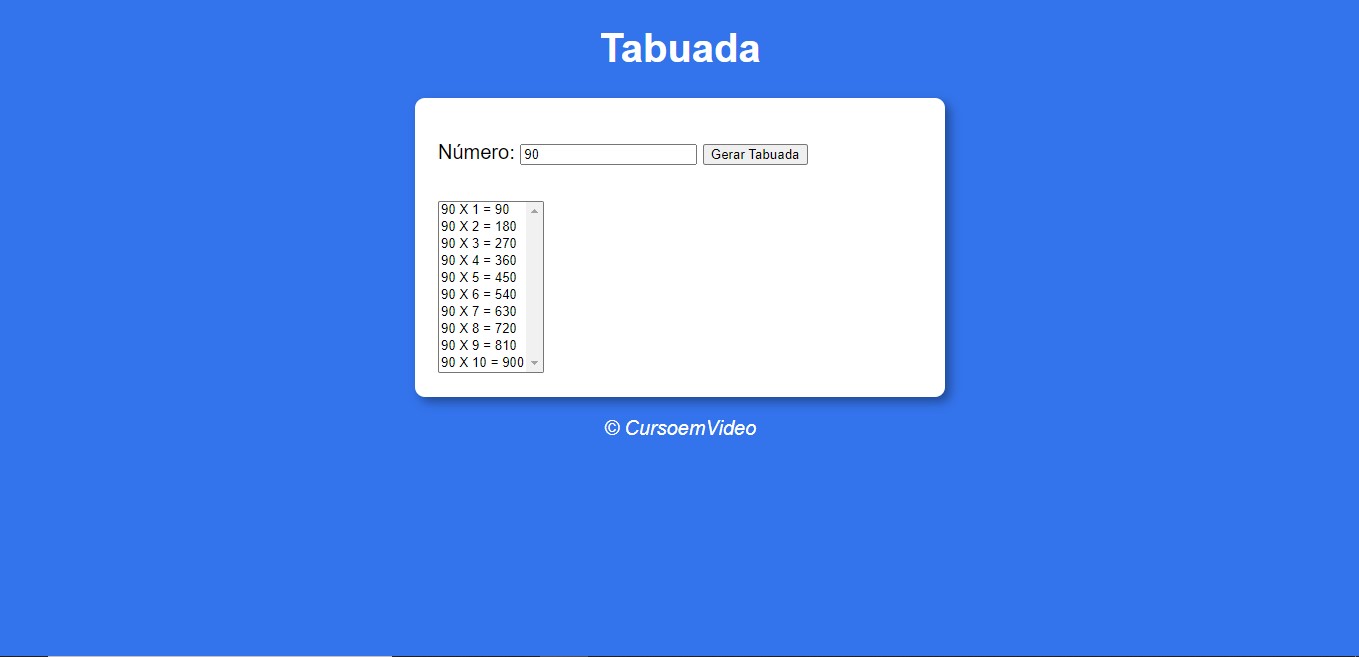 Tabuada
Número: 90 Gerar Tabuada
90 X 1 = 90
90 X 2 = 180
90 X 3 = 270
90 X 4 = 360
90 X 5 = 450
90 X 6 = 540
90 X 7 = 630
90 X 8 = 720
90 X 9 = 810
90 X 10 = 900
© CursoemVideo